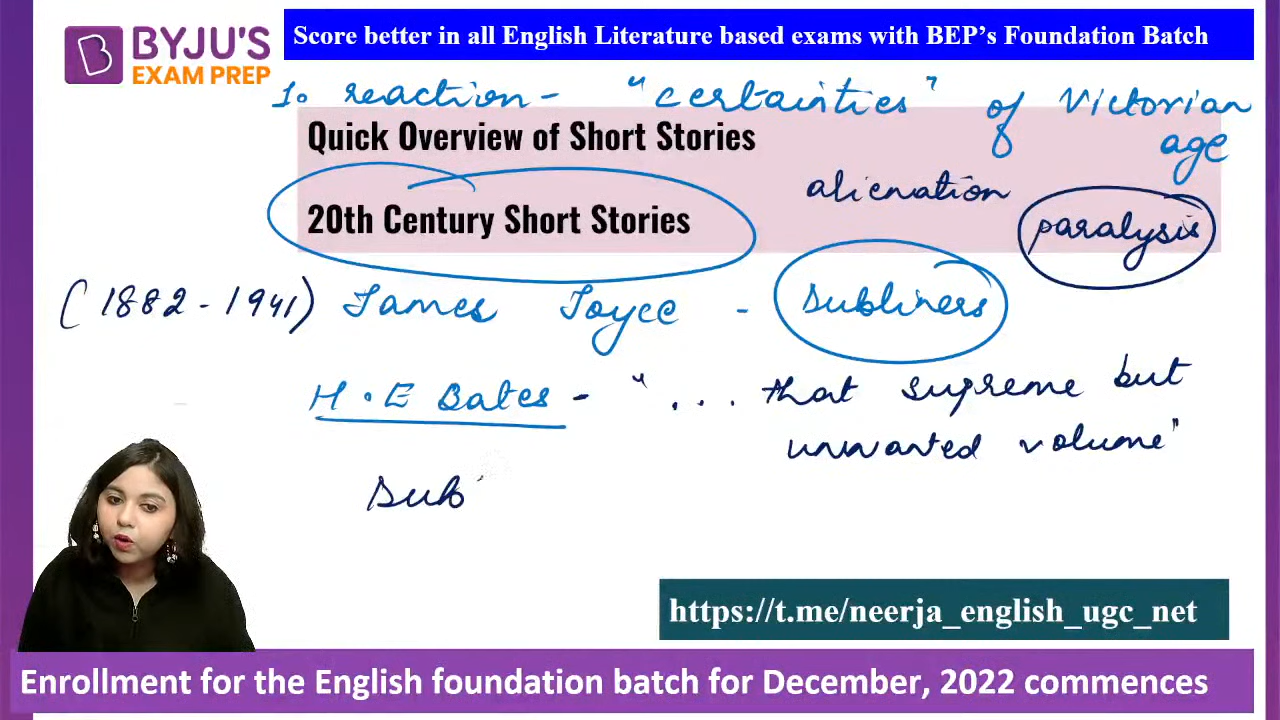 BYJU'S
EXAM PREP
Score better in all English Literature based exams with BEP's Foundation Batch
1. reaction - "certainties" of Victorian
age
Quick Overview of Short Stories
alienation
paralysis
20th Century Short Stories
(1882-1941) James Joyce - Dubliners
H.E Bates - "... that supreme but
unwanted volume"
Dub
https://t.me/neerja_english_ugc_net
Enrollment for the English foundation batch for December, 2022 commences